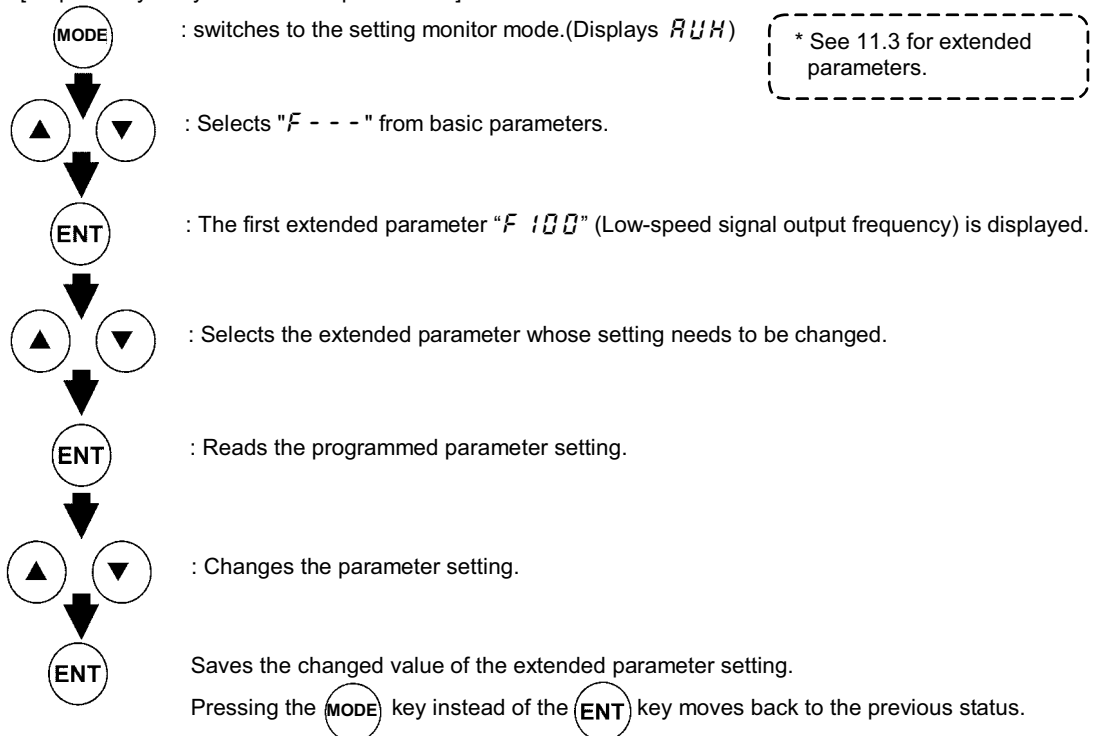 MODE : switches to the setting monitor mode.(Displays AUH)
* See 11.3 for extended
parameters.
▲ ▼ : Selects "F - - - " from basic parameters.
ENT : The first extended parameter “F 100” (Low-speed signal output frequency) is displayed.
▲ ▼ : Selects the extended parameter whose setting needs to be changed.
ENT : Reads the programmed parameter setting.
▲ ▼ : Changes the parameter setting.
ENT Saves the changed value of the extended parameter setting.
Pressing the MODE key instead of the ENT key moves back to the previous status.